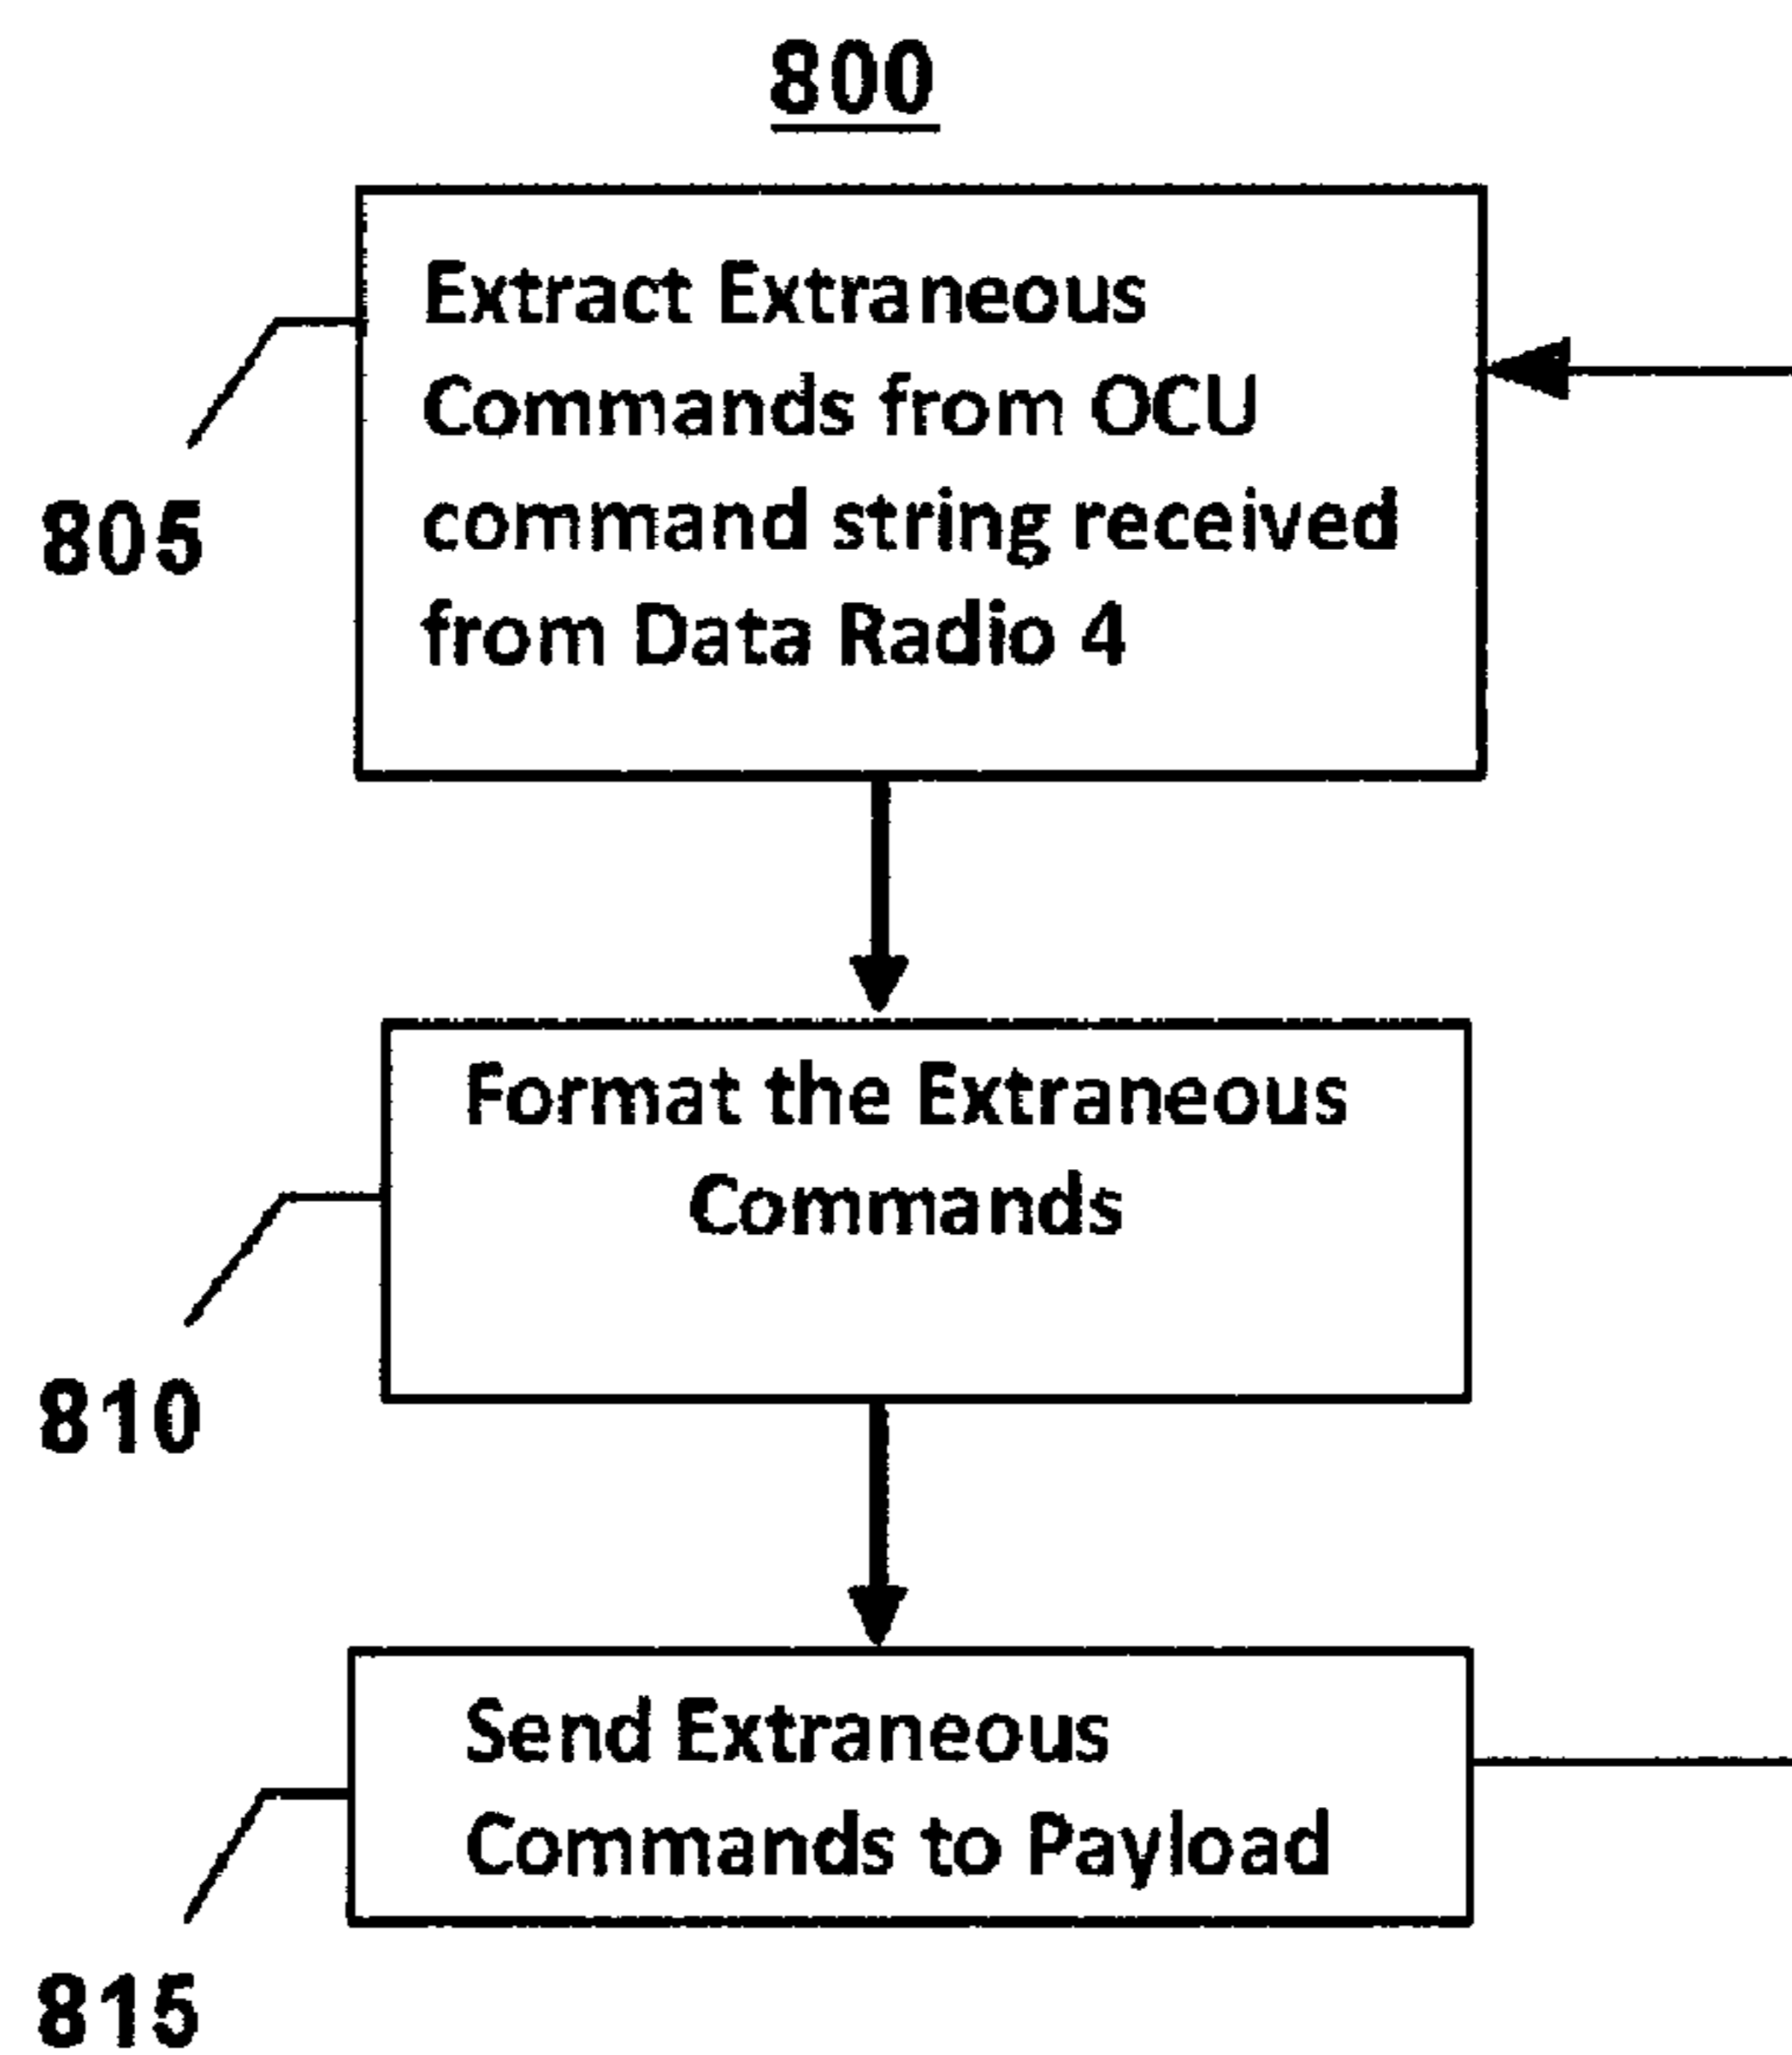 800
Extract Extraneous
Commands from OCU
command string received
from Data Radio 4
805
Format the Extraneous
Commands
810
Send Extraneous
Commands to Payload
815